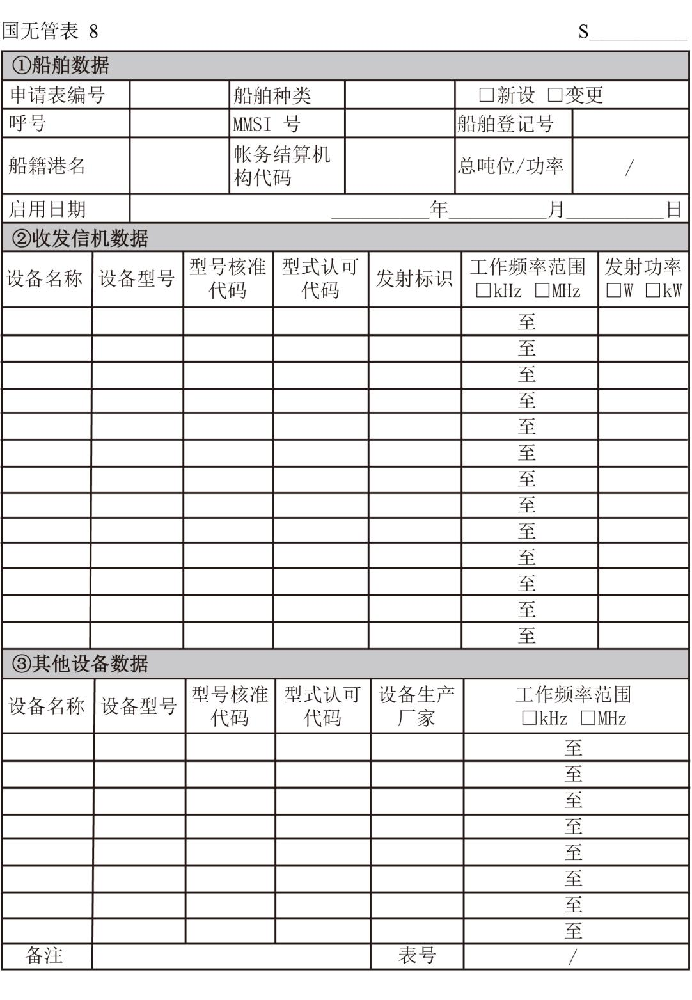 国无管表 8 S__________
①船舶数据
申请表编号 船舶种类 □新设 □变更
呼号 MMSI 号 船舶登记号
船籍港名 帐务结算机构代码 总吨位/功率 /
启用日期 __________年__________月__________日
②收发信机数据
设备名称 设备型号 型号核准代码 型式认可代码 发射标识 工作频率范围 □kHz □MHz 发射功率 □W □kW
至
至
至
至
至
至
至
至
至
至
至
至
至
③其他设备数据
设备名称 设备型号 型号核准代码 型式认可代码 设备生产厂家 工作频率范围 □kHz □MHz
至
至
至
至
至
至
至
至
备注 表号 /